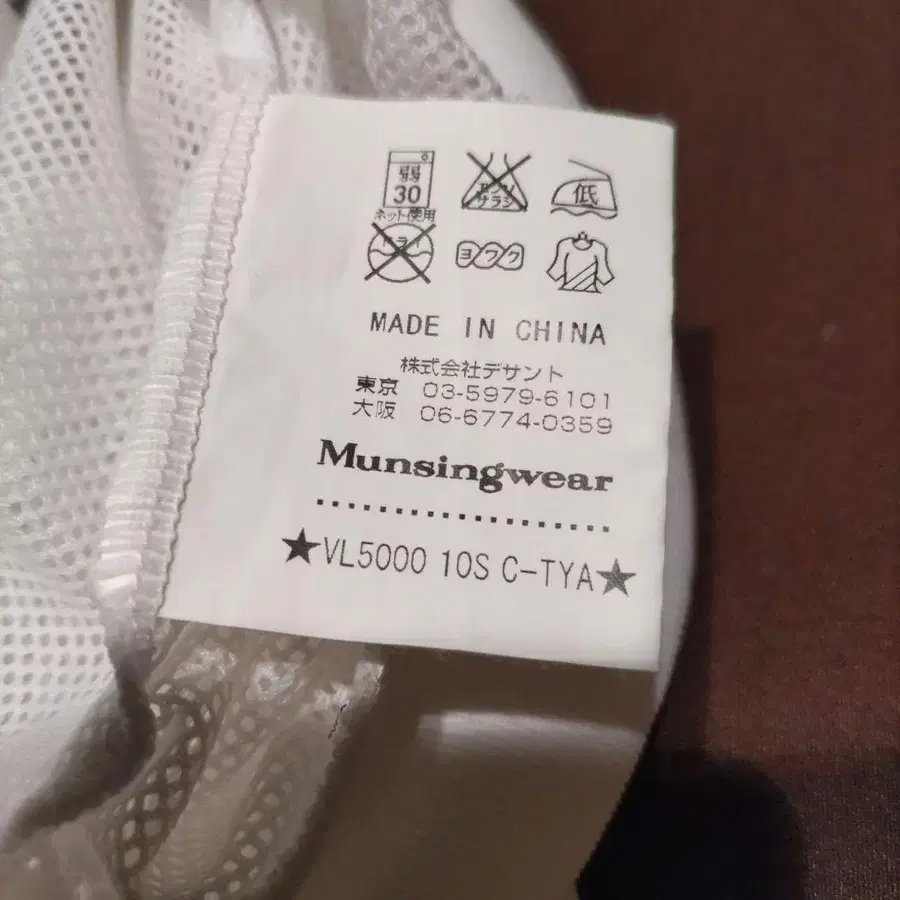 弱 30
ネット使用
エンソ サラシ
低
ドライ
ヨワク
MADE IN CHINA
株式会社デサント
東京 03-5979-6101
大阪 06-6774-0359
Munsingwear
★VL5000 10S C-TYA★